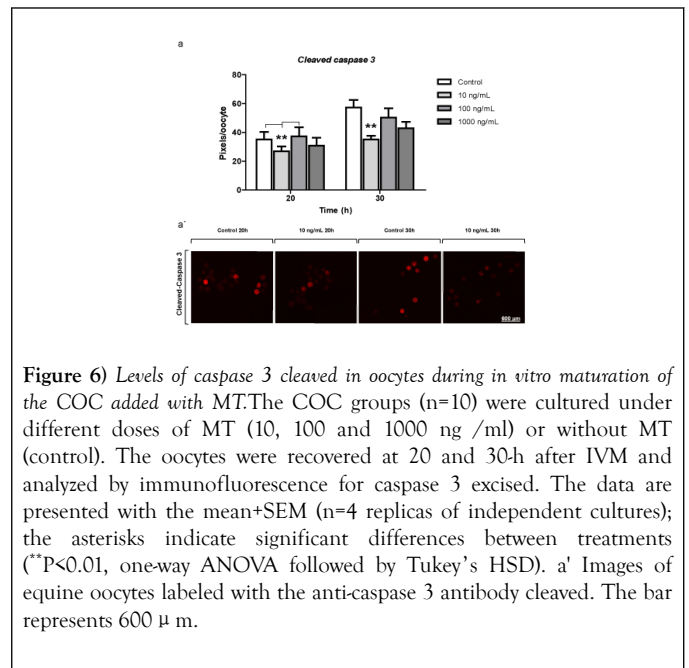 a
Cleaved caspase 3
80
60
40
20
0
Pixels/oocyte
** **
20 30
Time (h)
Control
10 ng/mL
100 ng/mL
1000 ng/mL
a'
Control 20h 10 ng/mL 20h Control 30h 10 ng/mL 30h
Cleaved-Caspase 3
600 µm
Figure 6) Levels of caspase 3 cleaved in oocytes during in vitro maturation of
the COC added with MT.The COC groups (n=10) were cultured under
different doses of MT (10, 100 and 1000 ng /ml) or without MT
(control). The oocytes were recovered at 20 and 30-h after IVM and
analyzed by immunofluorescence for caspase 3 excised. The data are
presented with the mean+SEM (n=4 replicas of independent cultures);
the asterisks indicate significant differences between treatments
(**P<0.01, one-way ANOVA followed by Tukey’s HSD). a' Images of
equine oocytes labeled with the anti-caspase 3 antibody cleaved. The bar
represents 600 µ m.